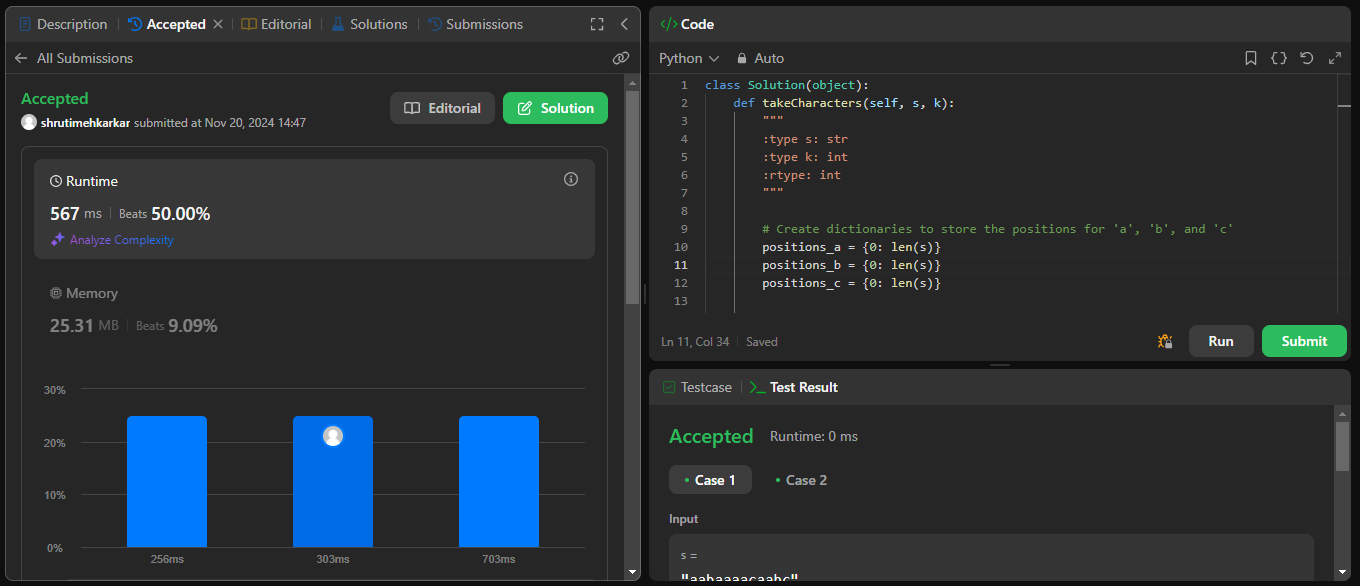 Description Accepted Editorial Solutions Submissions
All Submissions
Accepted
shrutimehkarkar submitted at Nov 20, 2024 14:47
Editorial Solution
Runtime
567 ms Beats 50.00%
Analyze Complexity
Memory
25.31 MB Beats 9.09%
30%
20%
10%
0%
256ms 303ms 703ms
</> Code
Python Auto
1 class Solution(object):
2 def takeCharacters(self, s, k):
3 """
4 :type s: str
5 :type k: int
6 :rtype: int
7 """
8
9 # Create dictionaries to store the positions for 'a', 'b', and 'c'
10 positions_a = {0: len(s)}
11 positions_b = {0: len(s)}
12 positions_c = {0: len(s)}
13
Ln 11, Col 34 Saved
Run Submit
Testcase >_ Test Result
Accepted Runtime: 0 ms
Case 1 Case 2
Input
s =
"aabaaaacaabc"